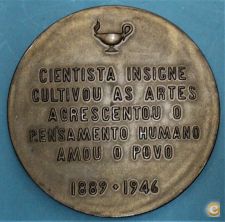 CIENTISTA INSIGNE
CULTIVOU AS ARTES
ACRESCENTOU O
PENSAMENTO HUMANO
AMOU O POVO
1889 · 1946